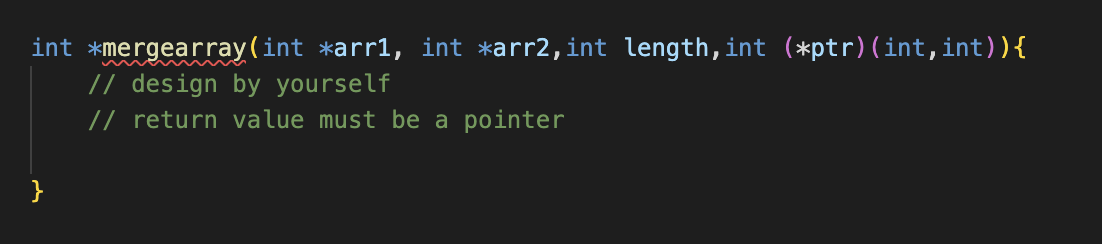 int *mergearray(int *arr1, int *arr2,int length,int (*ptr)(int,int)){
// design by yourself
// return value must be a pointer
}